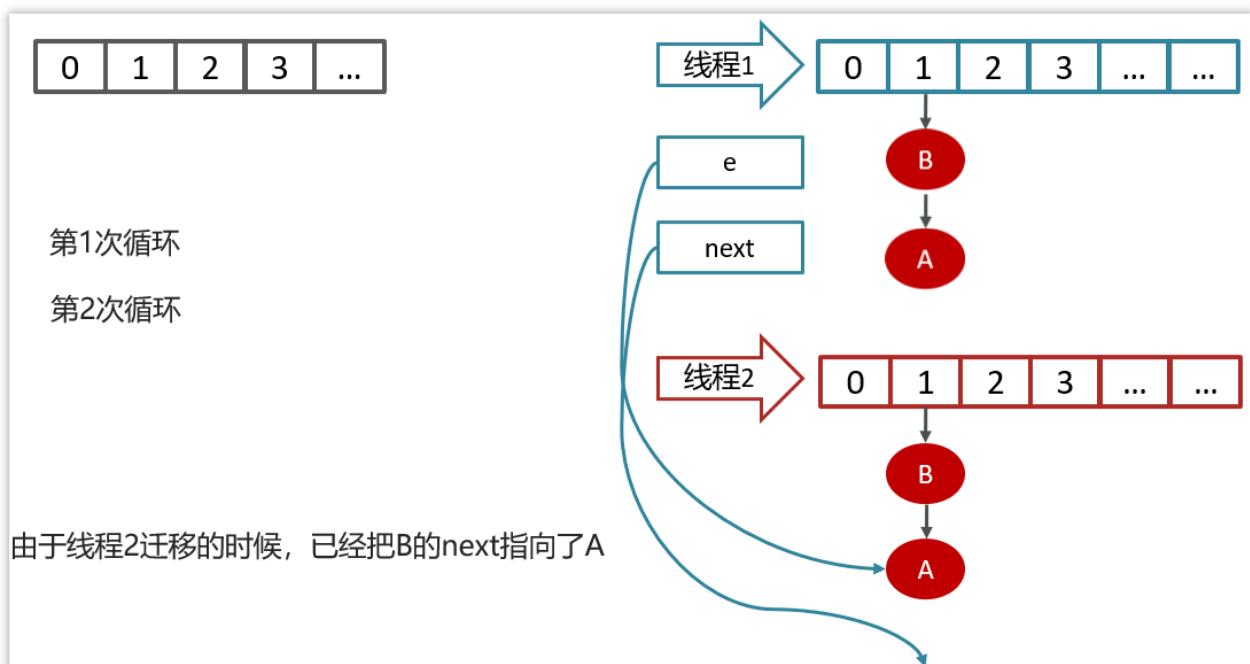 0 1 2 3 ...
线程1
0 1 2 3 ... ...
e
B
第1次循环
next
A
第2次循环
线程2
0 1 2 3 ... ...
B
由于线程2迁移的时候，已经把B的next指向了A
A